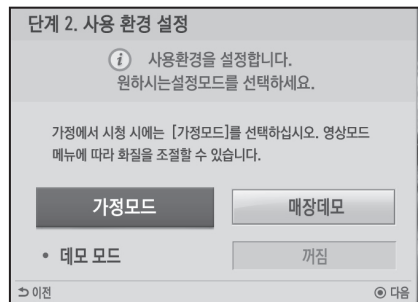 단계 2. 사용 환경 설정
i 사용환경을 설정합니다.
원하시는설정모드를 선택하세요.
가정에서 시청 시에는 [가정모드]를 선택하십시오. 영상모드
메뉴에 따라 화질을 조절할 수 있습니다.
가정모드
매장데모
• 데모 모드
꺼짐
이전
다음